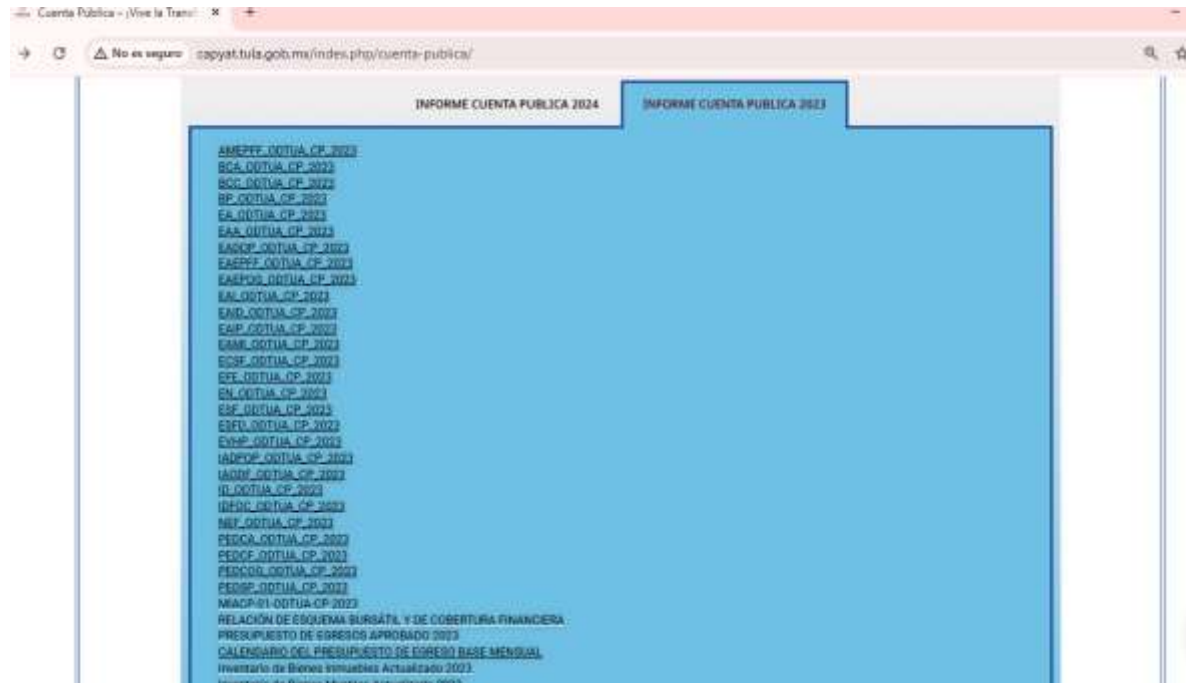 Cuenta Pública – ¡Vive la Trans
No es seguro capyat.tula.gob.mx/index.php/cuenta-publica/
INFORME CUENTA PUBLICA 2024 INFORME CUENTA PUBLICA 2023
AMEPFF_ODTUA_CP_2023
BCA_ODTUA_CP_2023
BCC_ODTUA_CP_2023
BP_ODTUA_CP_2023
EA_ODTUA_CP_2023
EAA_ODTUA_CP_2023
EADOP_ODTUA_CP_2023
EAEPFF_ODTUA_CP_2023
EAEPOG_ODTUA_CP_2023
EAI_ODTUA_CP_2023
EAID_ODTUA_CP_2023
EAIP_ODTUA_CP_2023
EAMI_ODTUA_CP_2023
ECSF_ODTUA_CP_2023
EFE_ODTUA_CP_2023
EN_ODTUA_CP_2023
ESF_ODTUA_CP_2023
ESFD_ODTUA_CP_2023
EVHP_ODTUA_CP_2023
IADPOP_ODTUA_CP_2023
IAODF_ODTUA_CP_2023
ID_ODTUA_CP_2023
IDFOC_ODTUA_CP_2023
NEF_ODTUA_CP_2023
PEDCA_ODTUA_CP_2023
PEDCF_ODTUA_CP_2023
PEDCOG_ODTUA_CP_2023
PEDSP_ODTUA_CP_2023
MIACP-01-ODTUA-CP-2023
RELACIÓN DE ESQUEMA BURSÁTIL Y DE COBERTURA FINANCIERA
PRESUPUESTO DE EGRESOS APROBADO 2023
CALENDARIO DEL PRESUPUESTO DE EGRESO BASE MENSUAL
Inventario de Bienes Inmuebles Actualizado 2023